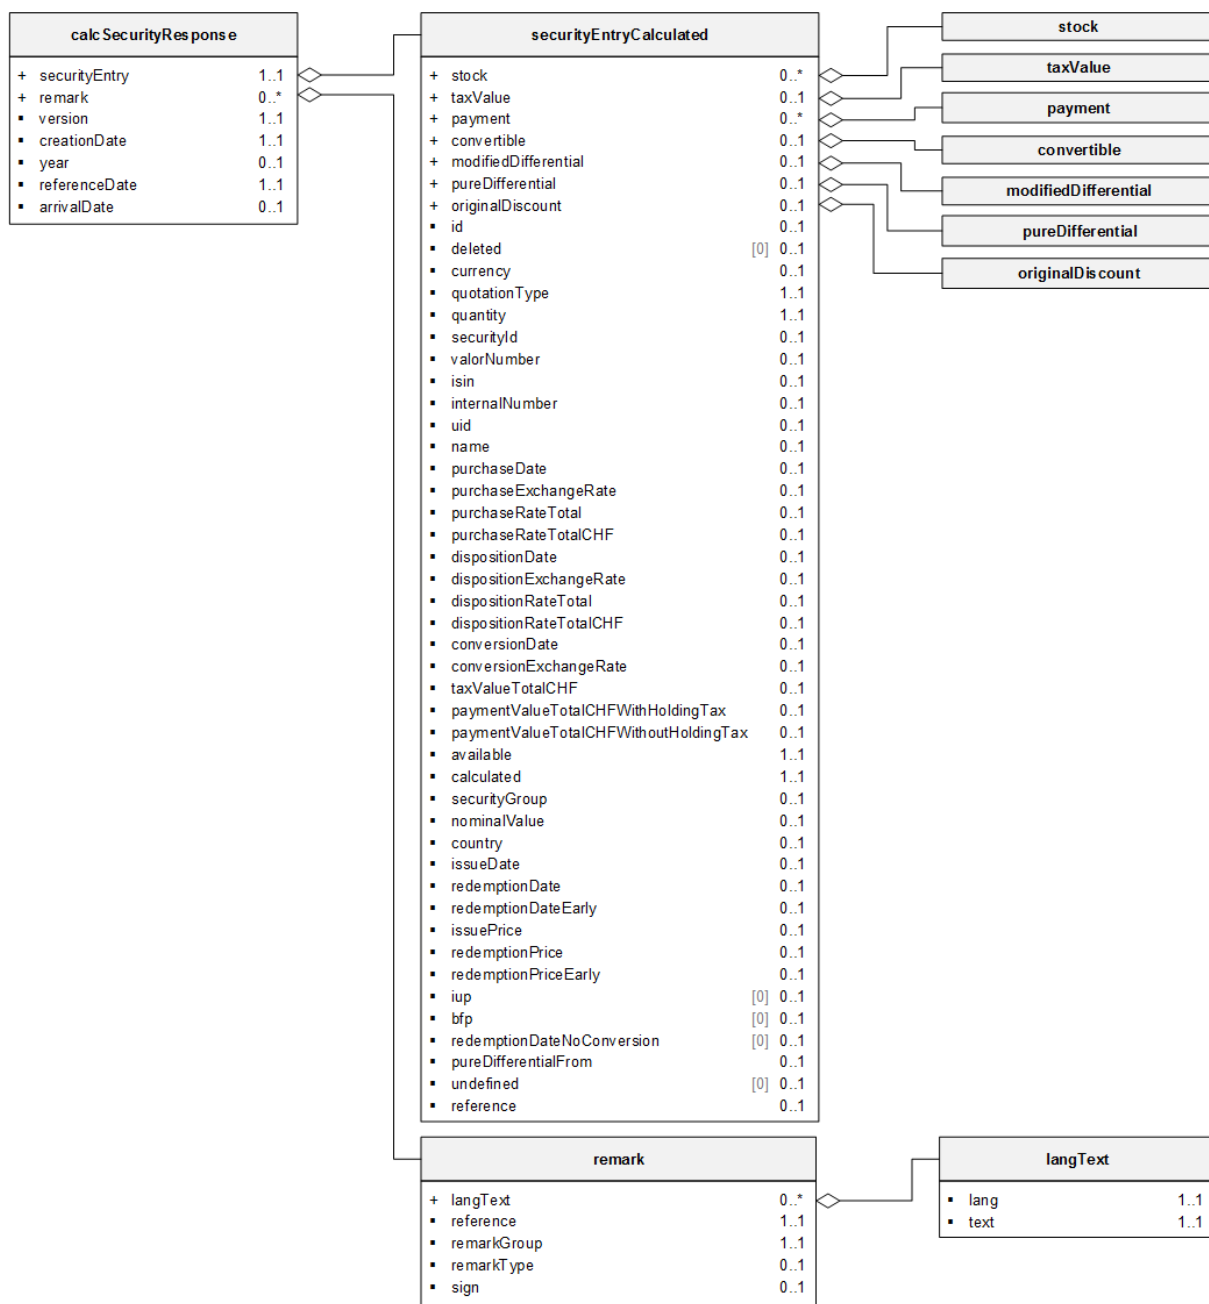 calcSecurityResponse
+ securityEntry 1..1
+ remark 0..*
▪ version 1..1
▪ creationDate 1..1
▪ year 0..1
▪ referenceDate 1..1
▪ arrivalDate 0..1
securityEntryCalculated
+ stock 0..*
+ taxValue 0..1
+ payment 0..*
+ convertible 0..1
+ modifiedDifferential 0..1
+ pureDifferential 0..1
+ originalDiscount 0..1
▪ id 0..1
▪ deleted [0] 0..1
▪ currency 0..1
▪ quotationType 1..1
▪ quantity 1..1
▪ securityId 0..1
▪ valorNumber 0..1
▪ isin 0..1
▪ internalNumber 0..1
▪ uid 0..1
▪ name 0..1
▪ purchaseDate 0..1
▪ purchaseExchangeRate 0..1
▪ purchaseRateTotal 0..1
▪ purchaseRateTotalCHF 0..1
▪ dispositionDate 0..1
▪ dispositionExchangeRate 0..1
▪ dispositionRateTotal 0..1
▪ dispositionRateTotalCHF 0..1
▪ conversionDate 0..1
▪ conversionExchangeRate 0..1
▪ taxValueTotalCHF 0..1
▪ paymentValueTotalCHFWithHoldingTax 0..1
▪ paymentValueTotalCHFWithoutHoldingTax 0..1
▪ available 1..1
▪ calculated 1..1
▪ securityGroup 0..1
▪ nominalValue 0..1
▪ country 0..1
▪ issueDate 0..1
▪ redemptionDate 0..1
▪ redemptionDateEarly 0..1
▪ issuePrice 0..1
▪ redemptionPrice 0..1
▪ redemptionPriceEarly 0..1
▪ iup [0] 0..1
▪ bfp [0] 0..1
▪ redemptionDateNoConversion [0] 0..1
▪ pureDifferentialFrom 0..1
▪ undefined [0] 0..1
▪ reference 0..1
stock
taxValue
payment
convertible
modifiedDifferential
pureDifferential
originalDiscount
remark
+ langText 0..*
▪ reference 1..1
▪ remarkGroup 1..1
▪ remarkType 0..1
▪ sign 0..1
langText
▪ lang 1..1
▪ text 1..1